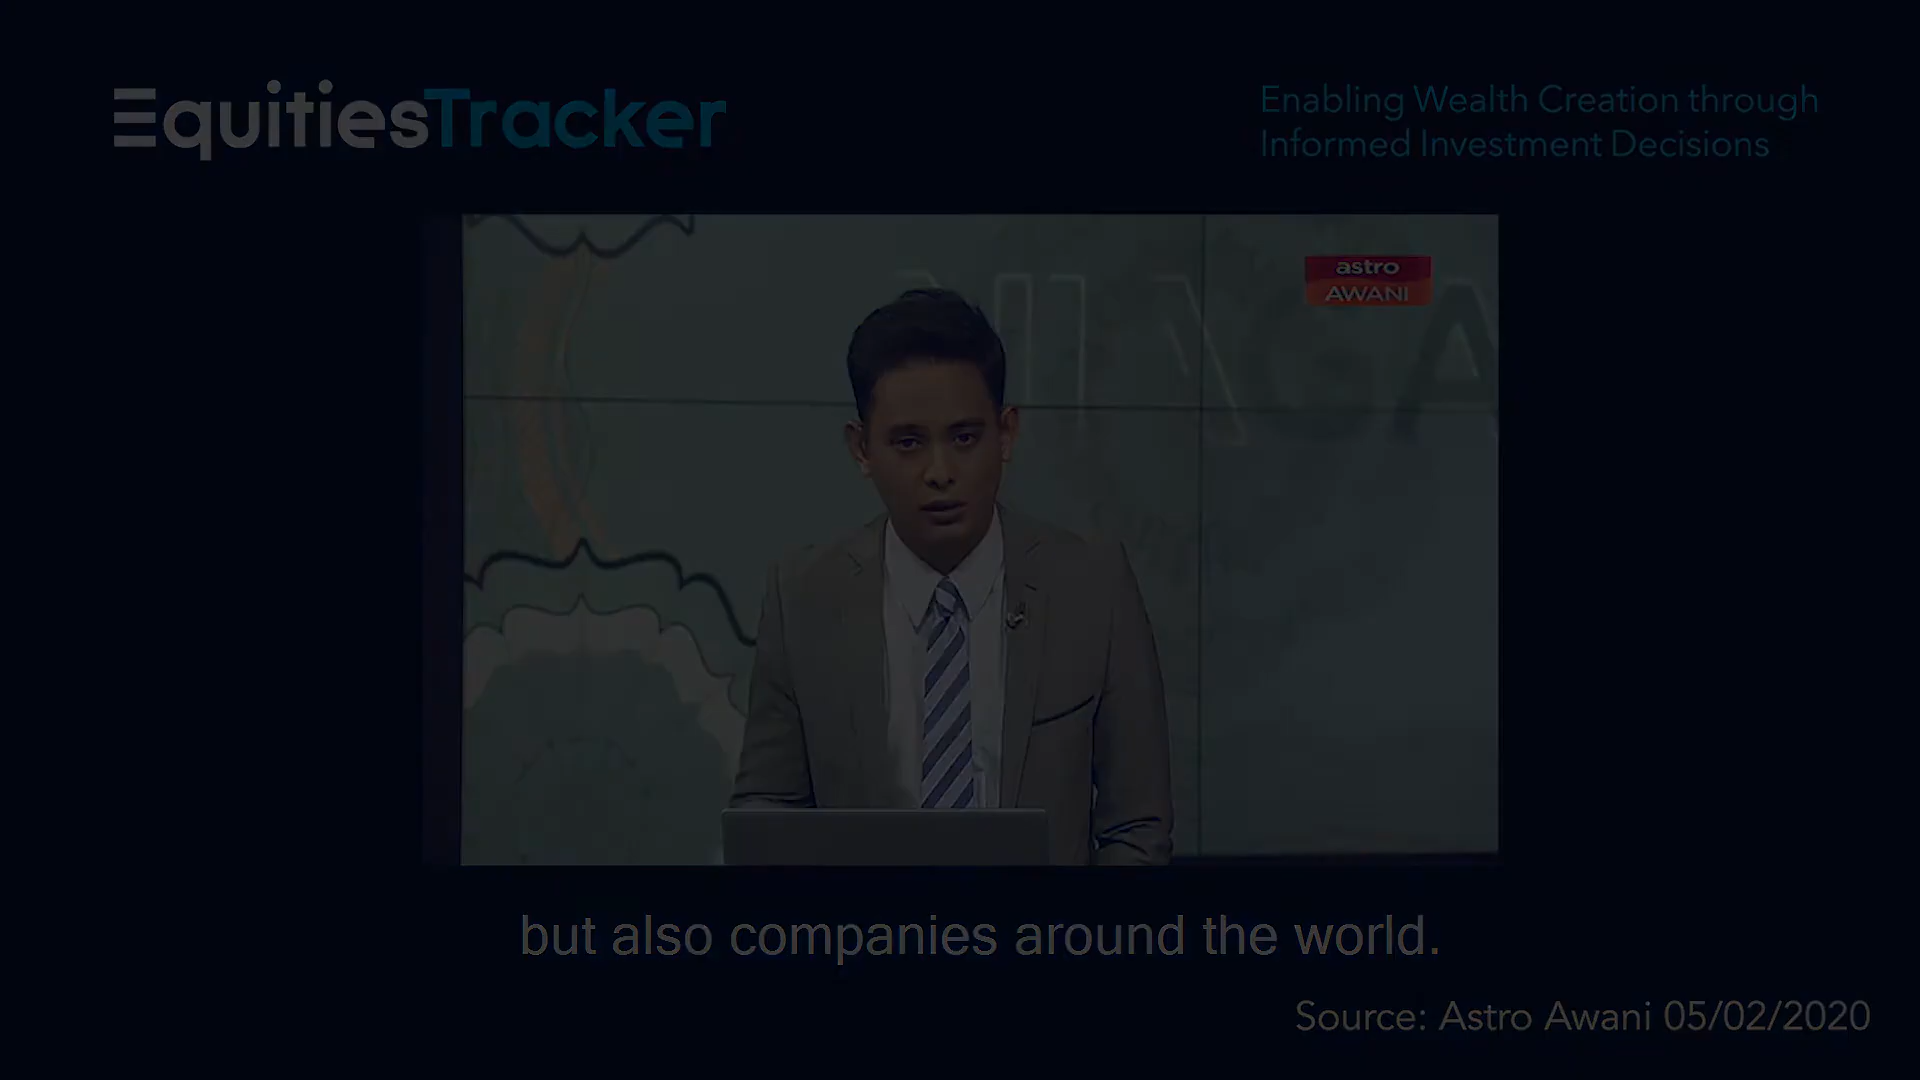 EquitiesTracker
Enabling Wealth Creation through
Informed Investment Decisions
astro
AWANI
NIAGA
but also companies around the world.
Source: Astro Awani 05/02/2020